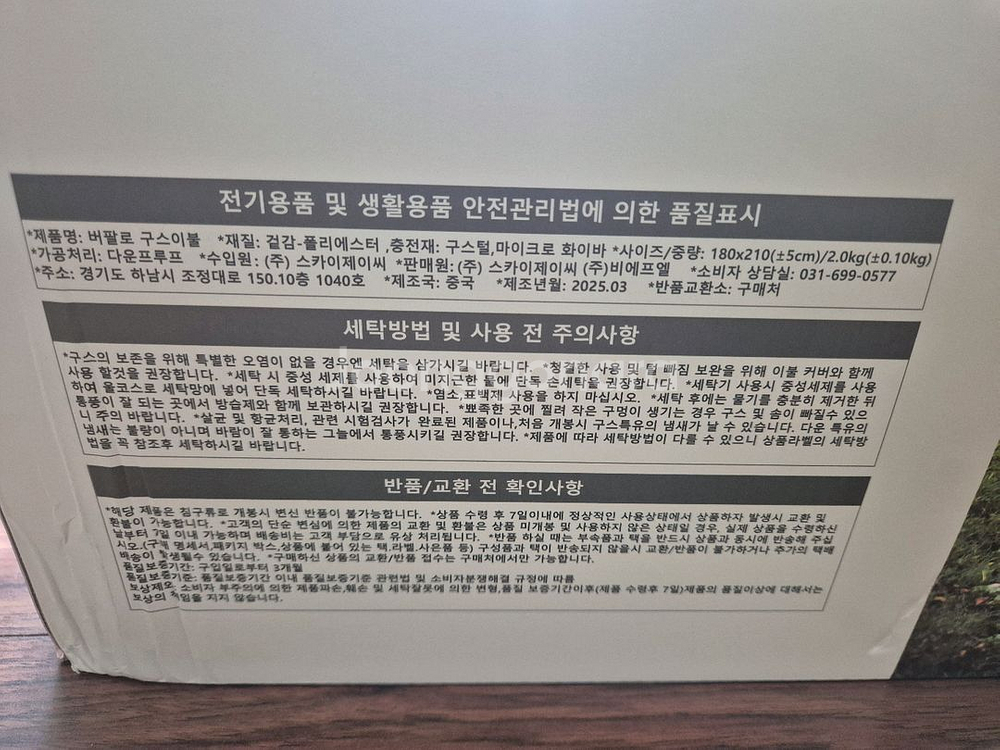 전기용품 및 생활용품 안전관리법에 의한 품질표시
*제품명: 버팔로 구스이불 *재질: 겉감-폴리에스터 ,충전재: 구스털,마이크로 화이바 *사이즈/중량: 180x210(±5cm)/2.0kg(±0.10kg)
*가공처리: 다운프루프 *수입원: (주) 스카이제이씨 *판매원: (주) 스카이제이씨 (주)비에프엘 *소비자 상담실: 031-699-0577
*주소: 경기도 하남시 조정대로 150.10층 1040호 *제조국: 중국 *제조년월: 2025.03 *반품교환소: 구매처
세탁방법 및 사용 전 주의사항
*구스의 보존을 위해 특별한 오염이 없을 경우엔 세탁을 삼가시길 바랍니다. *청결한 사용 및 털 빠짐 보완을 위해 이불 커버와 함께
사용 할것을 권장합니다. *세탁 시 중성 세제를 사용하여 미지근한 물에 단독 손세탁을 권장합니다. *세탁기 사용시 중성세제를 사용
하여 울코스로 세탁망에 넣어 단독 세탁하시길 바랍니다. *염소,표백제 사용을 하지 마십시오. *세탁 후에는 물기를 충분히 제거한 뒤
통풍이 잘 되는 곳에서 방습제와 함께 보관하시길 권장합니다. *뾰족한 곳에 찔려 작은 구멍이 생기는 경우 구스 및 솜이 빠질수 있으
니 주의 바랍니다. *살균 및 항균처리, 관련 시험검사가 완료된 제품이나,처음 개봉시 구스특유의 냄새가 날 수 있습니다. 다운 특유의
냄새는 불량이 아니며 바람이 잘 통하는 그늘에서 통풍시키길 권장합니다. *제품에 따라 세탁방법이 다를 수 있으니 상품라벨의 세탁방
법을 꼭 참조후 세탁하시길 바랍니다.
반품/교환 전 확인사항
*해당 제품은 침구류로 개봉시 변신 반품이 불가능합니다. *상품 수령 후 7일이내에 정상적인 사용상태에서 상품하자 발생시 교환 및
환불이 가능합니다. *고객의 단순 변심에 의한 제품의 교환 및 환불은 상품 미개봉 및 사용하지 않은 상태일 경우, 실제 상품을 수령하신
날부터 7일 이내 가능하며 배송비는 고객 부담으로 유상 처리됩니다. *반품 하실 때는 부속품과 택을 반드시 상품과 동시에 반송해 주십
시오.(구매 명세서,패키지 박스,상품에 붙어 있는 택,라벨,사은품 등) 구성품과 택이 반송되지 않을시 교환/반품이 불가하거나 추가의 택배
배송이 발생될수 있습니다. *구매하신 상품의 교환/반품 접수는 구매처에서만 가능합니다.
품질보증기간: 구입일로부터 3개월
품질보증기준: 품질보증기간 이내 품질보증기준 관련법 및 소비자분쟁해결 규정에 따름
보상제외. 소비자 부주의에 의한 제품파손,훼손 및 세탁잘못에 의한 변형,품질 보증기간이후(제품 수령후 7일)제품의 품질이상에 대해서는
보상의 책임을 지지 않습니다.